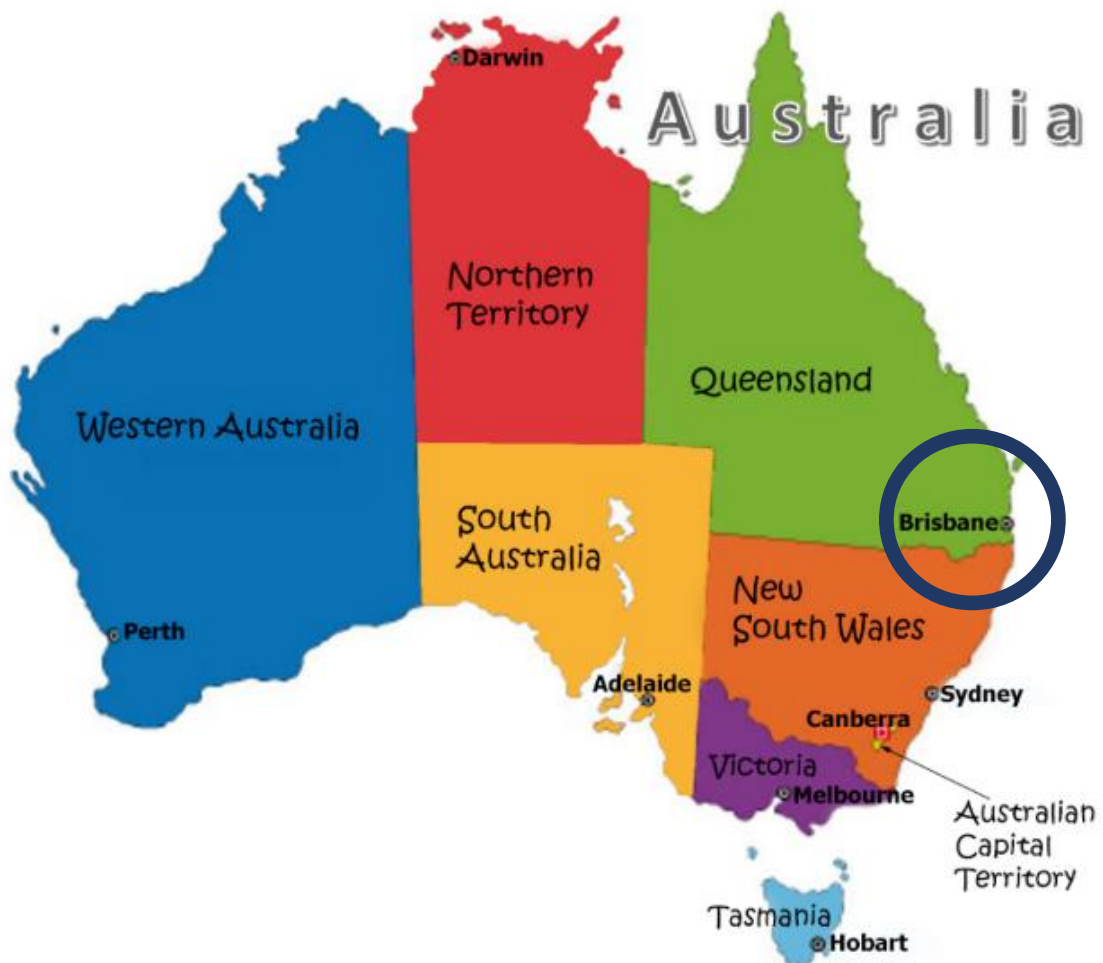 Darwin
Australia
Northern
Territory
Queensland
Western Australia
South
Australia
Brisbane
New
South Wales
Perth
Adelaide
Sydney
Canberra
Victoria
Melbourne
Australian
Capital
Territory
Tasmania
Hobart